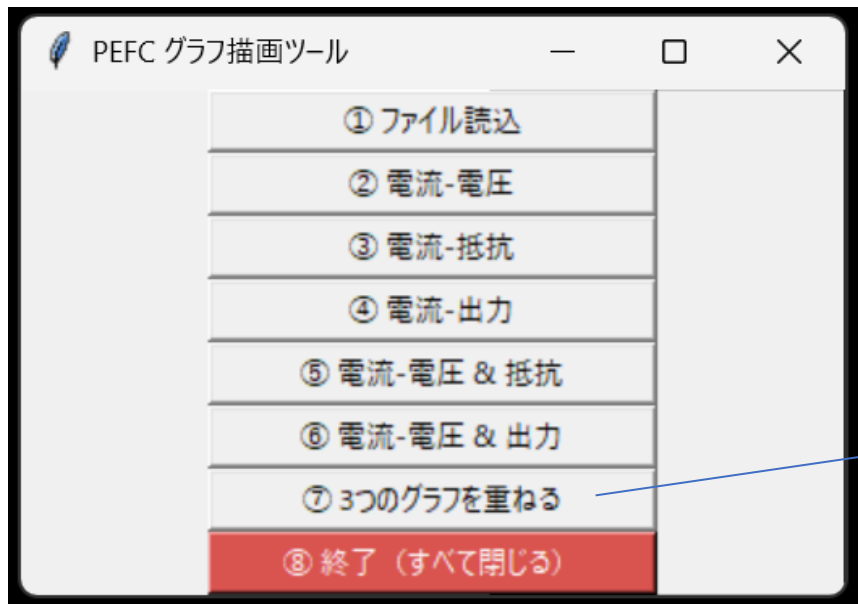 PEFC グラフ描画ツール
① ファイル読込
② 電流-電圧
③ 電流-抵抗
④ 電流-出力
⑤ 電流-電圧 & 抵抗
⑥ 電流-電圧 & 出力
⑦ 3つのグラフを重ねる
⑧ 終了（すべて閉じる）